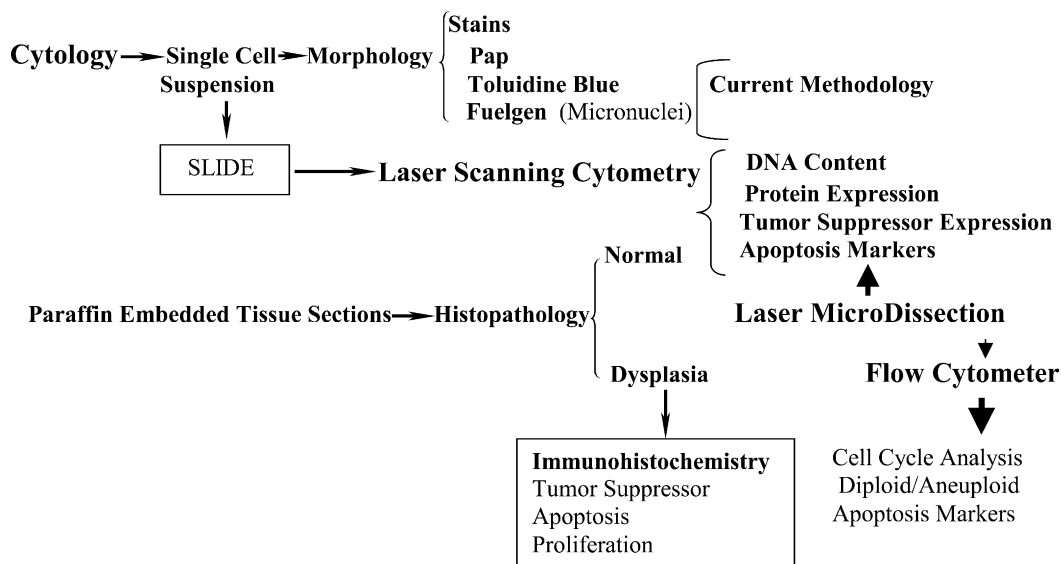 Stains
Cytology Single Cell Morphology Pap
Suspension Toluidine Blue Current Methodology
Fuelgen (Micronuclei)
SLIDE Laser Scanning Cytometry DNA Content
Protein Expression
Tumor Suppressor Expression
Normal Apoptosis Markers
Paraffin Embedded Tissue Sections Histopathology Laser MicroDissection
Dysplasia Flow Cytometer
Immunohistochemistry Cell Cycle Analysis
Tumor Suppressor Diploid/Aneuploid
Apoptosis Apoptosis Markers
Proliferation